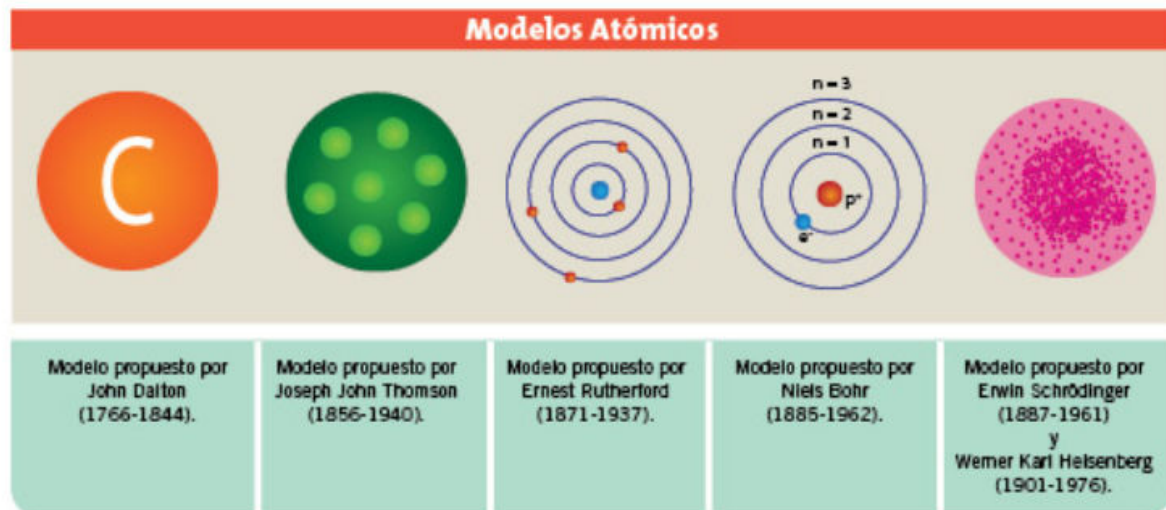 Modelos Atómicos
C
n = 3
n = 2
n = 1
p⁺
e⁻
Modelo propuesto por
John Dalton
(1766-1844).
Modelo propuesto por
Joseph John Thomson
(1856-1940).
Modelo propuesto por
Ernest Rutherford
(1871-1937).
Modelo propuesto por
Niels Bohr
(1885-1962).
Modelo propuesto por
Erwin Schrödinger
(1887-1961)
y
Werner Karl Heisenberg
(1901-1976).